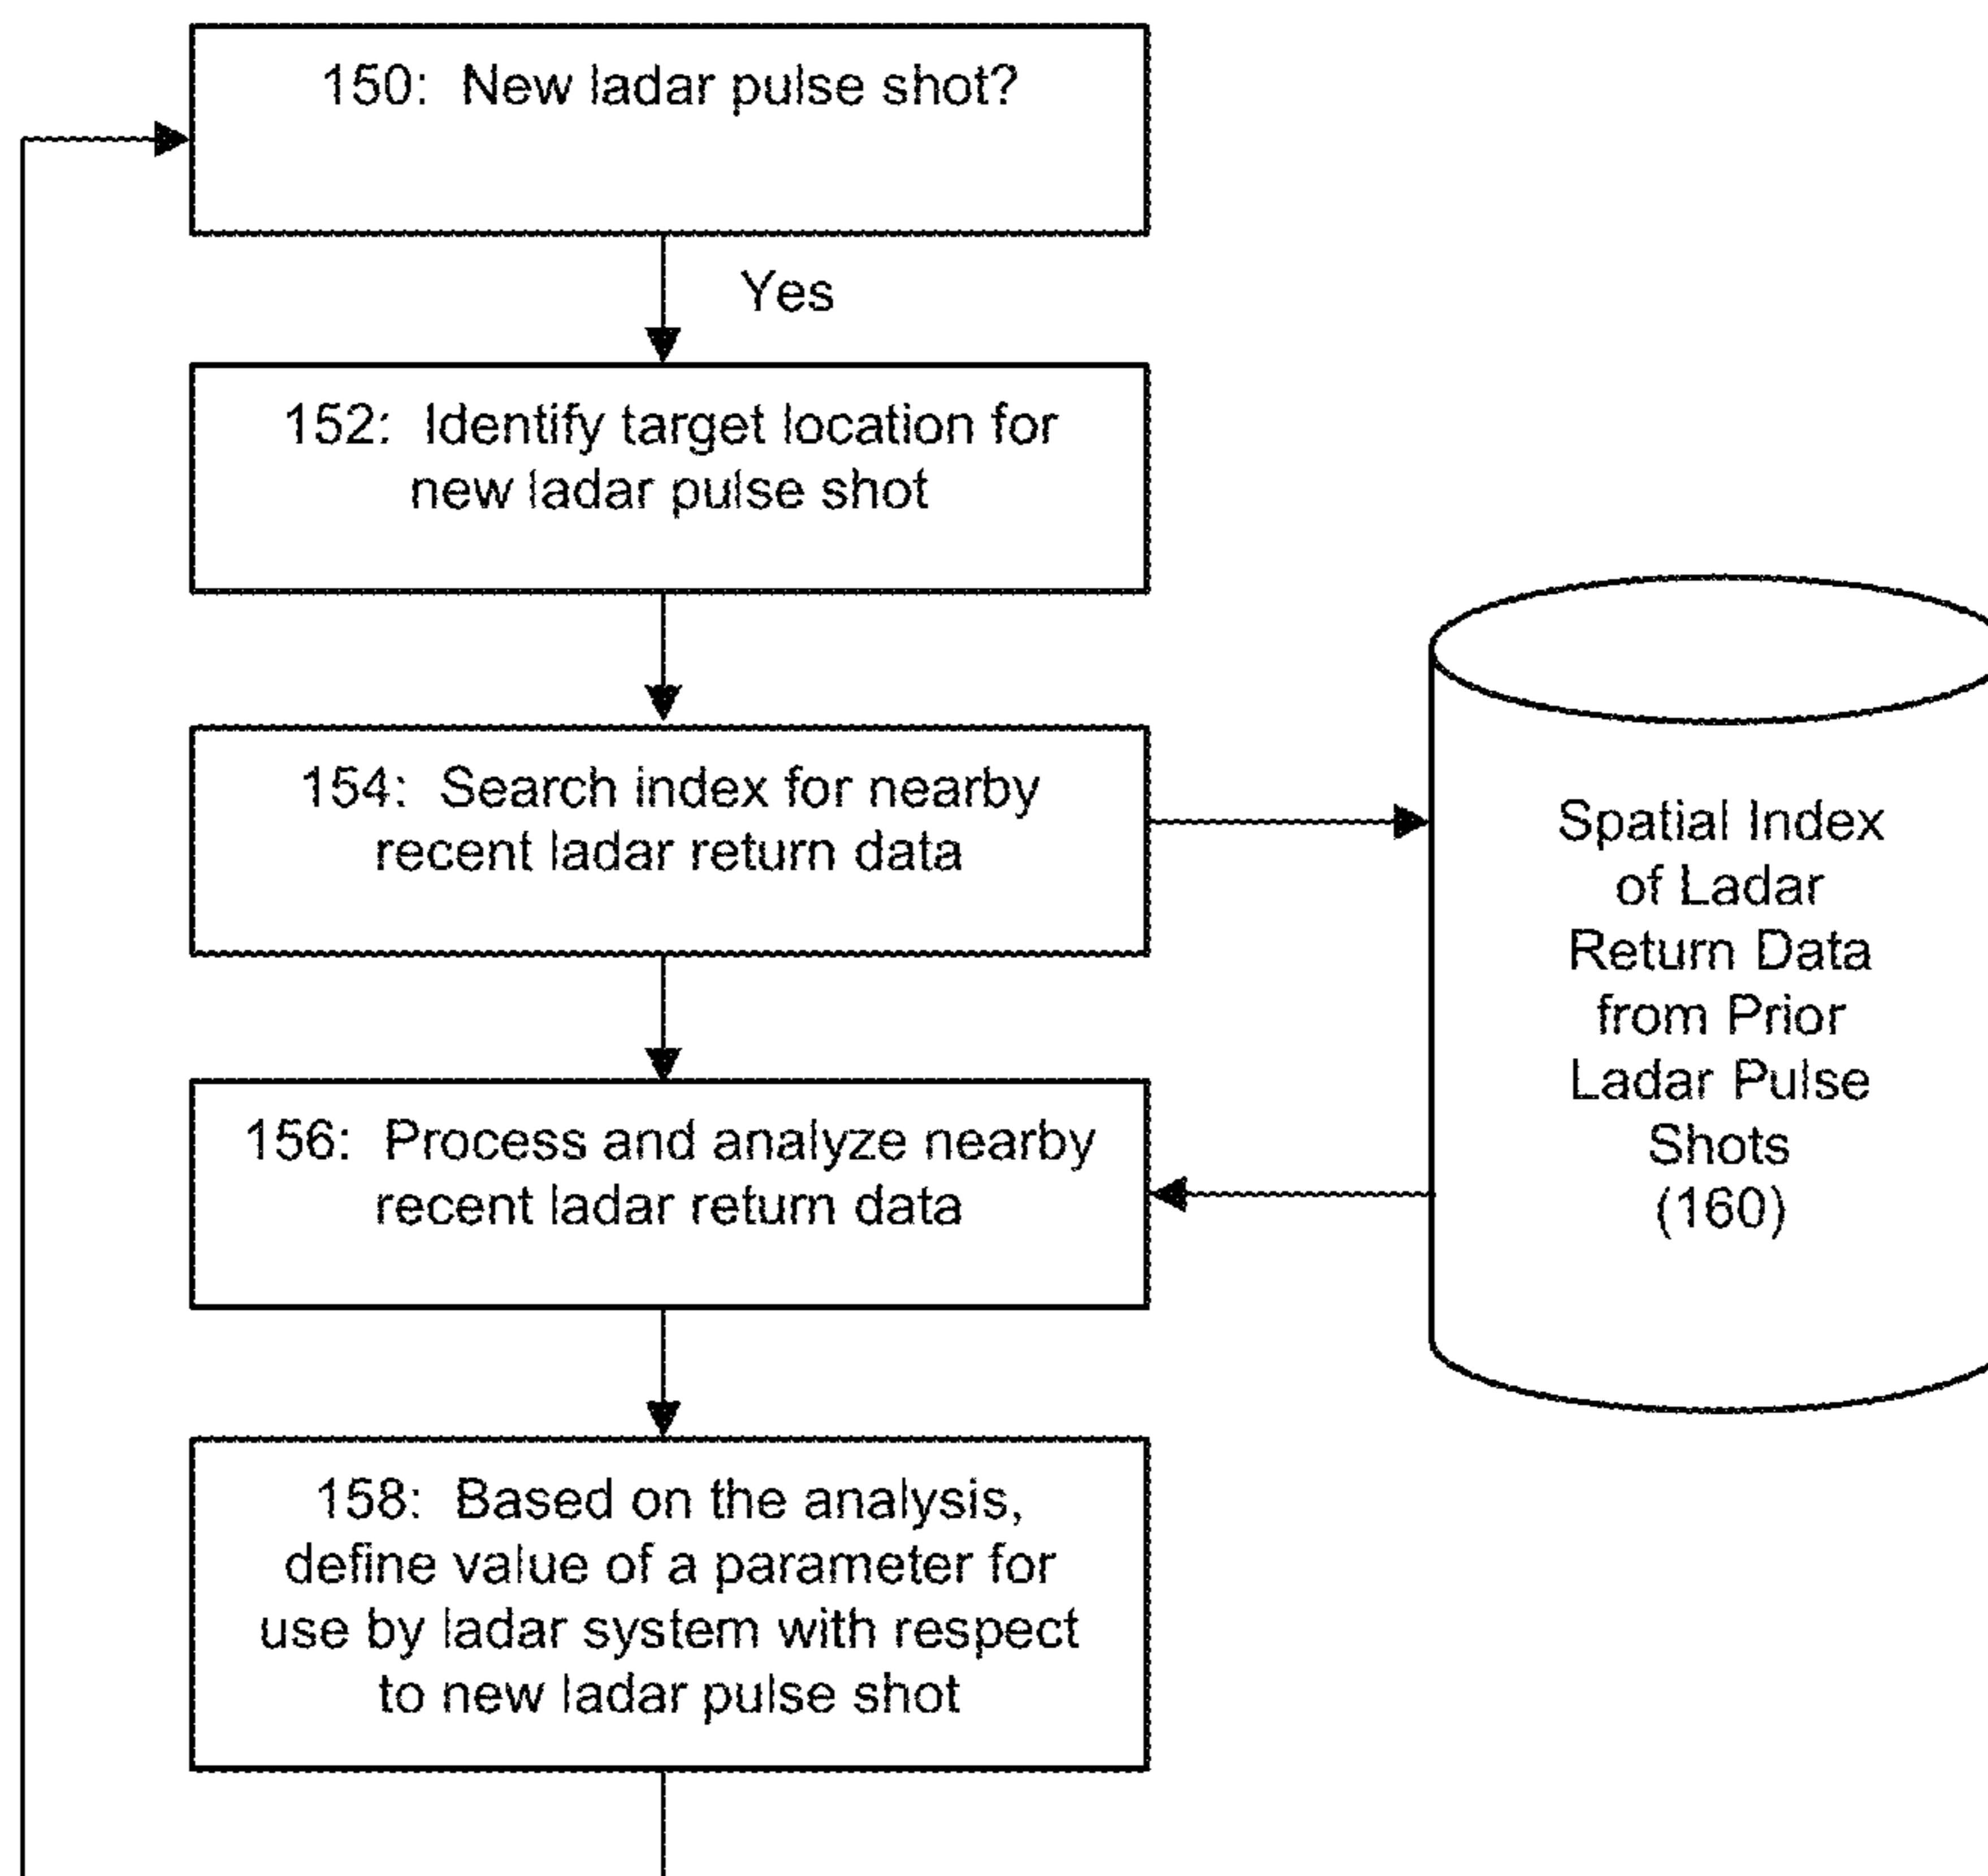 150: New ladar pulse shot?
Yes
152: Identify target location for
new ladar pulse shot
154: Search index for nearby
recent ladar return data
156: Process and analyze nearby
recent ladar return data
158: Based on the analysis,
define value of a parameter for
use by ladar system with respect
to new ladar pulse shot
Spatial Index
of Ladar
Return Data
from Prior
Ladar Pulse
Shots
(160)